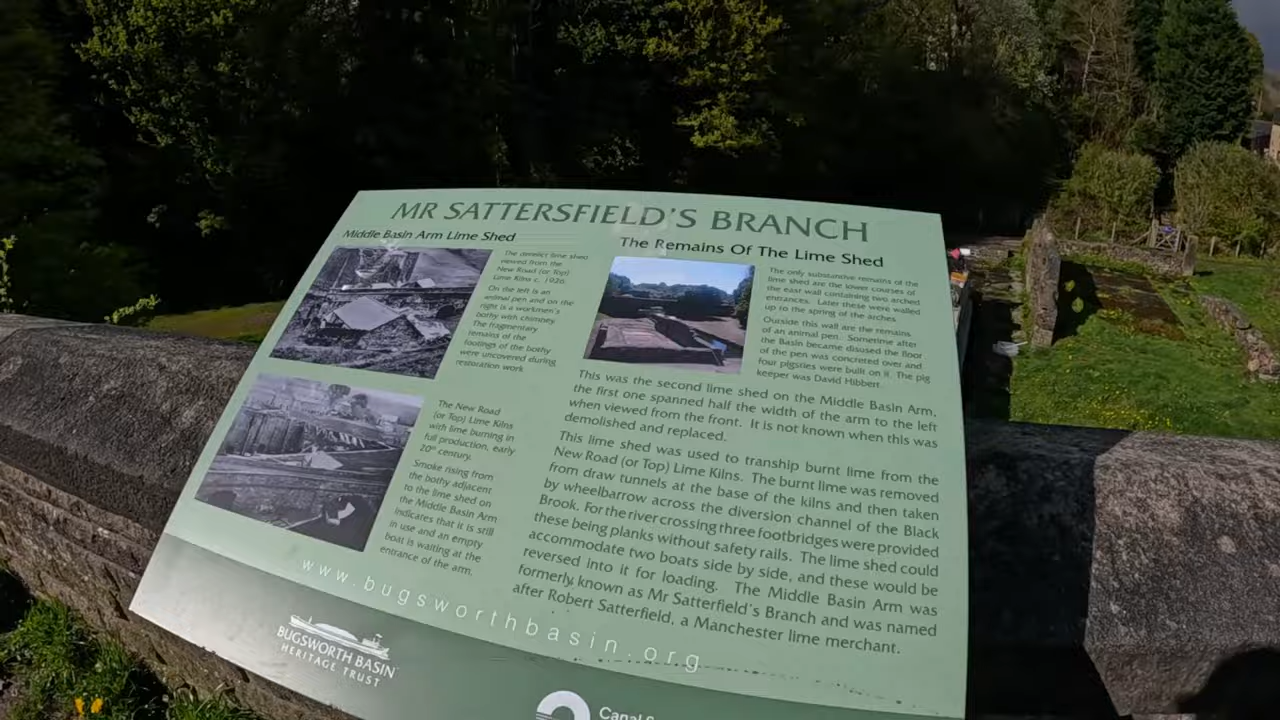 MR SATTERSFIELD'S BRANCH
Middle Basin Arm Lime Shed
The derelict lime shed
viewed from the
New Road (or Top)
Lime Kilns c. 1926.
On the left is an
animal pen and on the
right is a workmen's
bothy with chimney.
The fragmentary
remains of the
footings of the bothy
were uncovered during
restoration work.
The New Road
(or Top) Lime Kilns
with lime burning in
full production, early
20th century.
Smoke rising from
the bothy adjacent
to the lime shed on
the Middle Basin Arm
indicates that it is still
in use and an empty
boat is waiting at the
entrance of the arm.
The Remains Of The Lime Shed
The only substantive remains of the
lime shed are the lower courses of
the east wall containing two arched
entrances. Later these were walled
up to the spring of the arches.
Outside this wall are the remains
of an animal pen. Sometime after
the Basin became disused the floor
of the pen was concreted over and
four pigsties were built on it. The pig
keeper was David Hibbert.
This was the second lime shed on the Middle Basin Arm,
the first one spanned half the width of the arm to the left
when viewed from the front. It is not known when this was
demolished and replaced.
This lime shed was used to tranship burnt lime from the
New Road (or Top) Lime Kilns. The burnt lime was removed
from draw tunnels at the base of the kilns and then taken
by wheelbarrow across the diversion channel of the Black
Brook. For the river crossing three footbridges were provided
these being planks without safety rails. The lime shed could
accommodate two boats side by side, and these would be
reversed into it for loading. The Middle Basin Arm was
formerly known as Mr Satterfield's Branch and was named
after Robert Satterfield, a Manchester lime merchant.
www.bugsworthbasin.org
BUGSWORTH BASIN
HERITAGE TRUST
Canal &